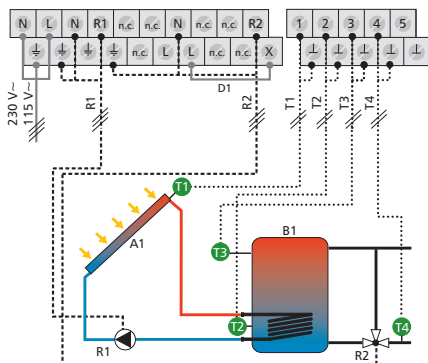 N L N R1 n.c. n.c. N n.c. n.c. R2
n.c. n.c. L L n.c. n.c. X
1 2 3 4 5
D1
230 V~
115 V~
R1
R2
T1
T2
T3
T4
T1
A1
B1
T3
T2
T4
R1
R2